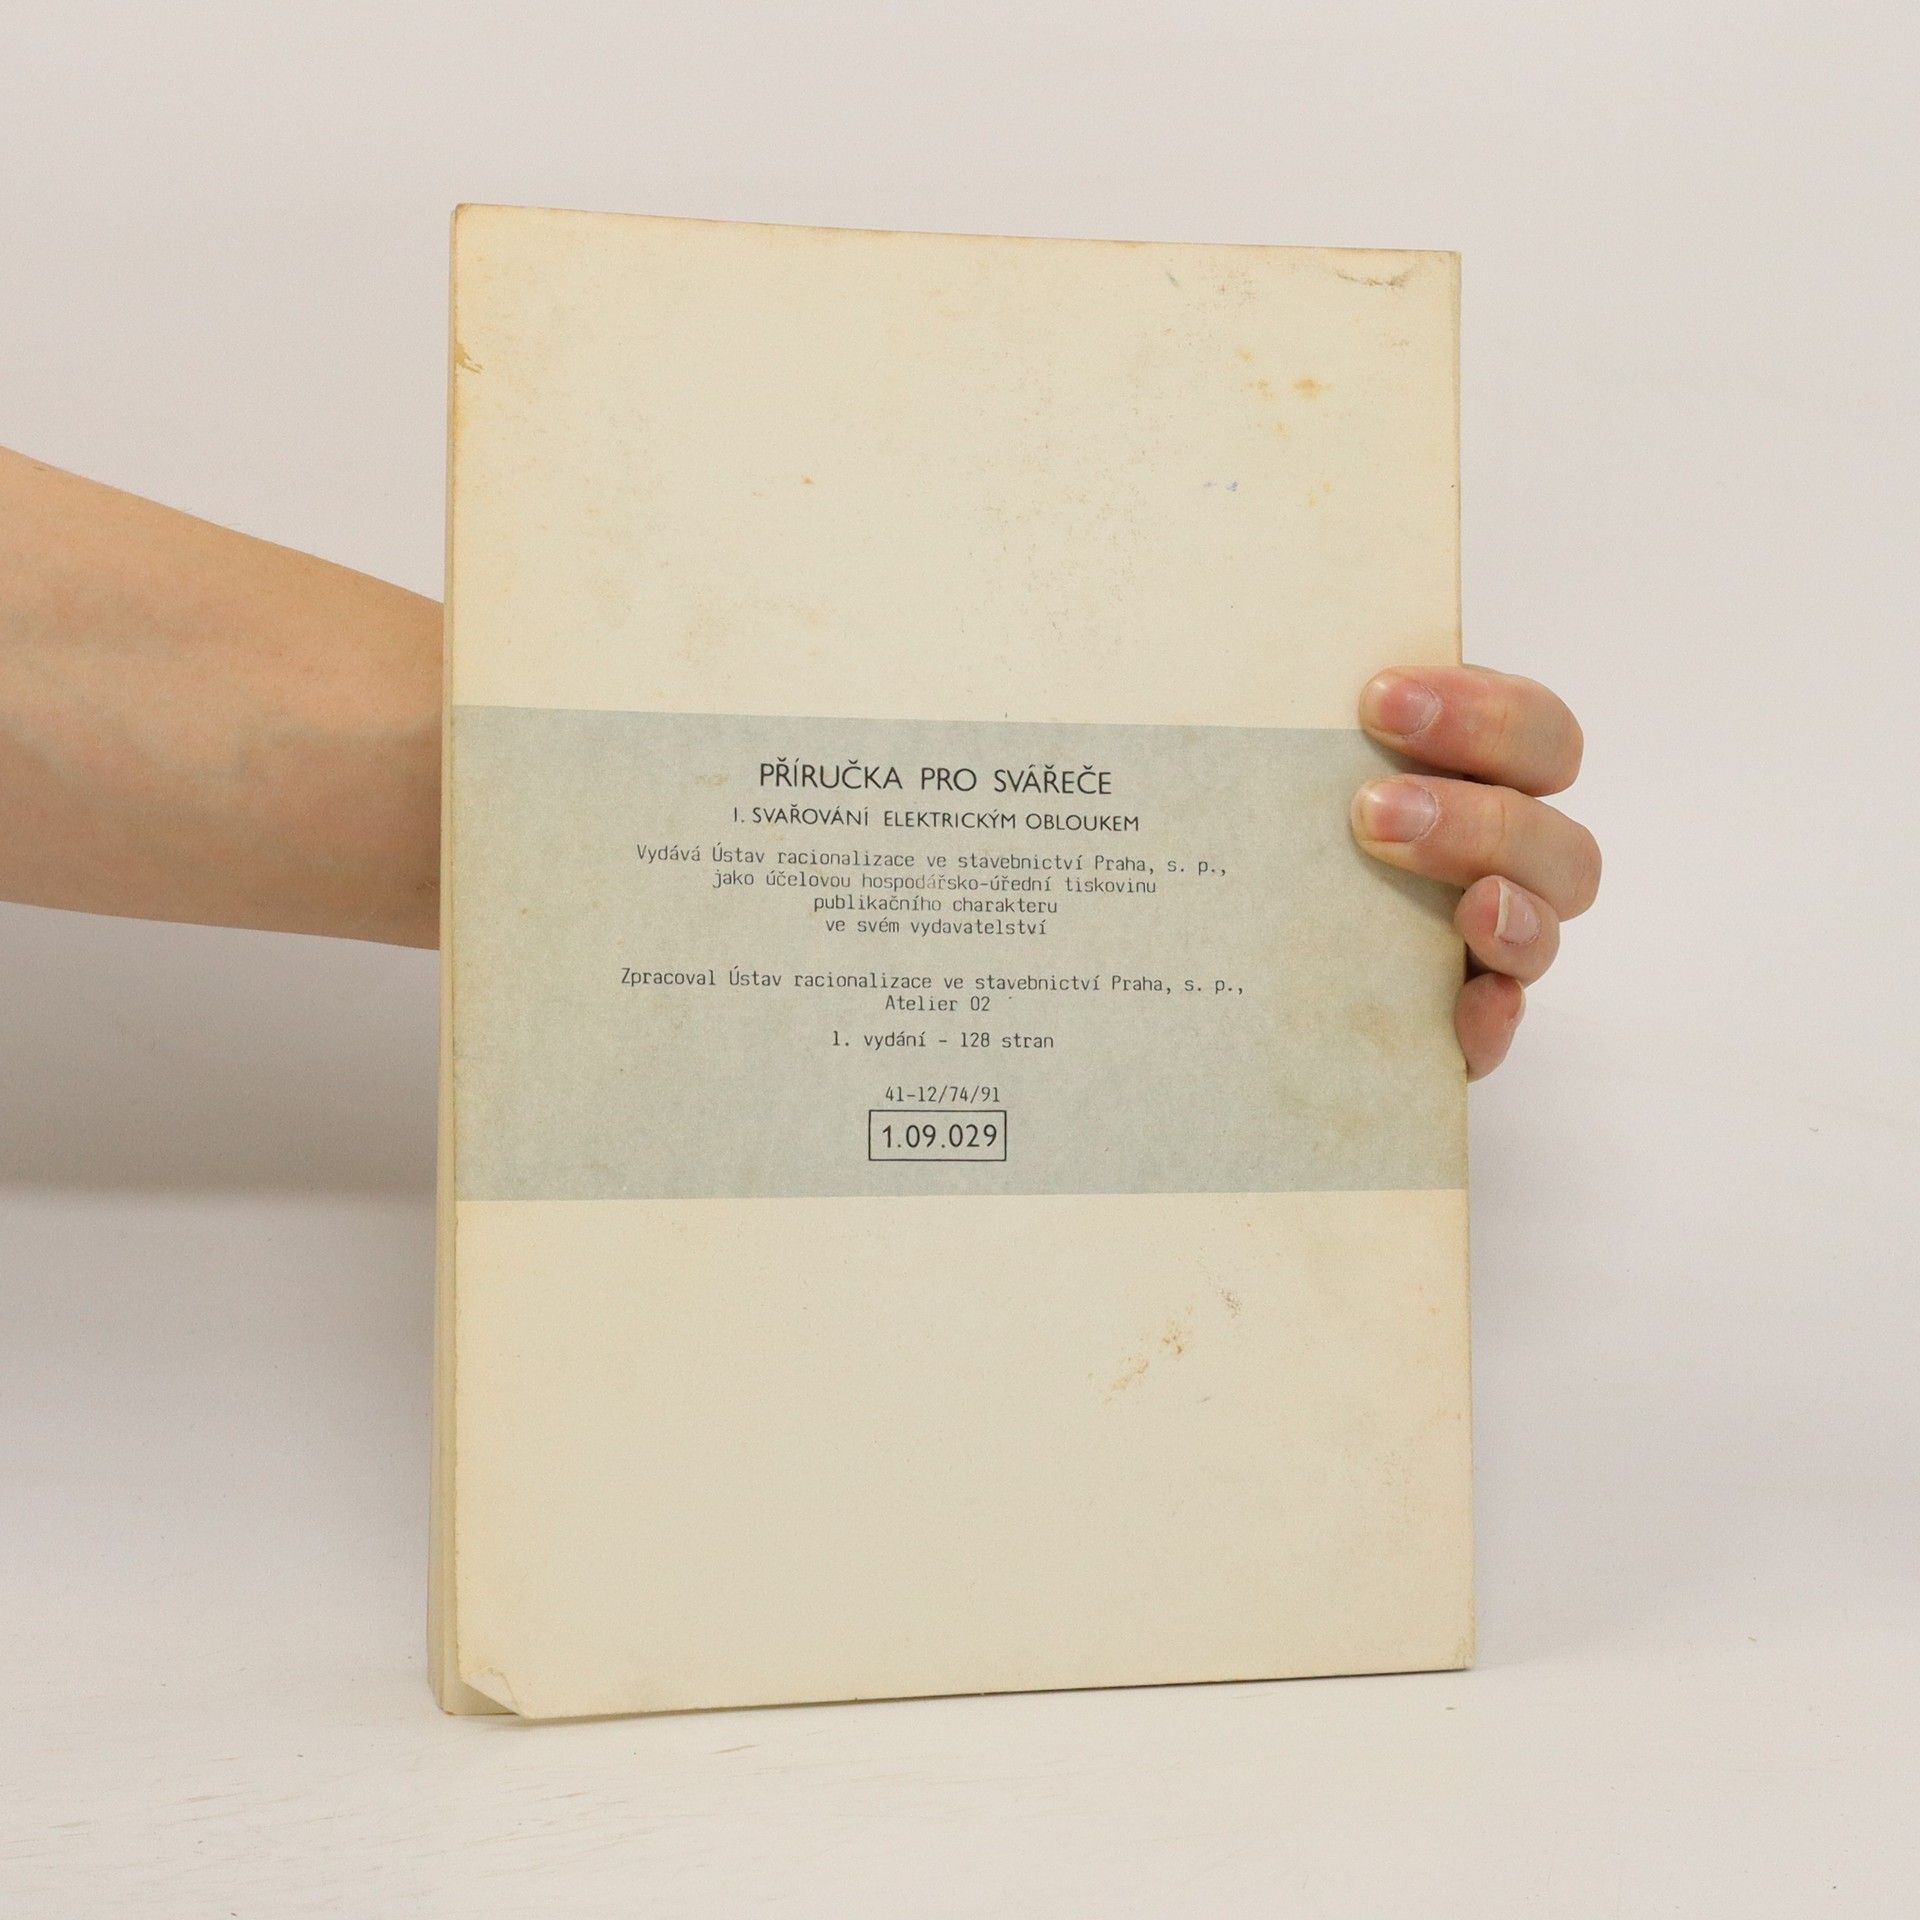 PŘÍRUČKA PRO SVÁŘEČE
I. SVAŘOVÁNÍ ELEKTRICKÝM OBLOUKEM
Vydává Ústav racionalizace ve stavebnictví Praha, s. p.,
jako účelovou hospodářsko-úřední tiskovinu
publikačního charakteru
ve svém vydavatelství
Zpracoval Ústav racionalizace ve stavebnictví Praha, s. p.,
Atelier 02
1. vydání - 128 stran
41-12/74/91
1.09.029